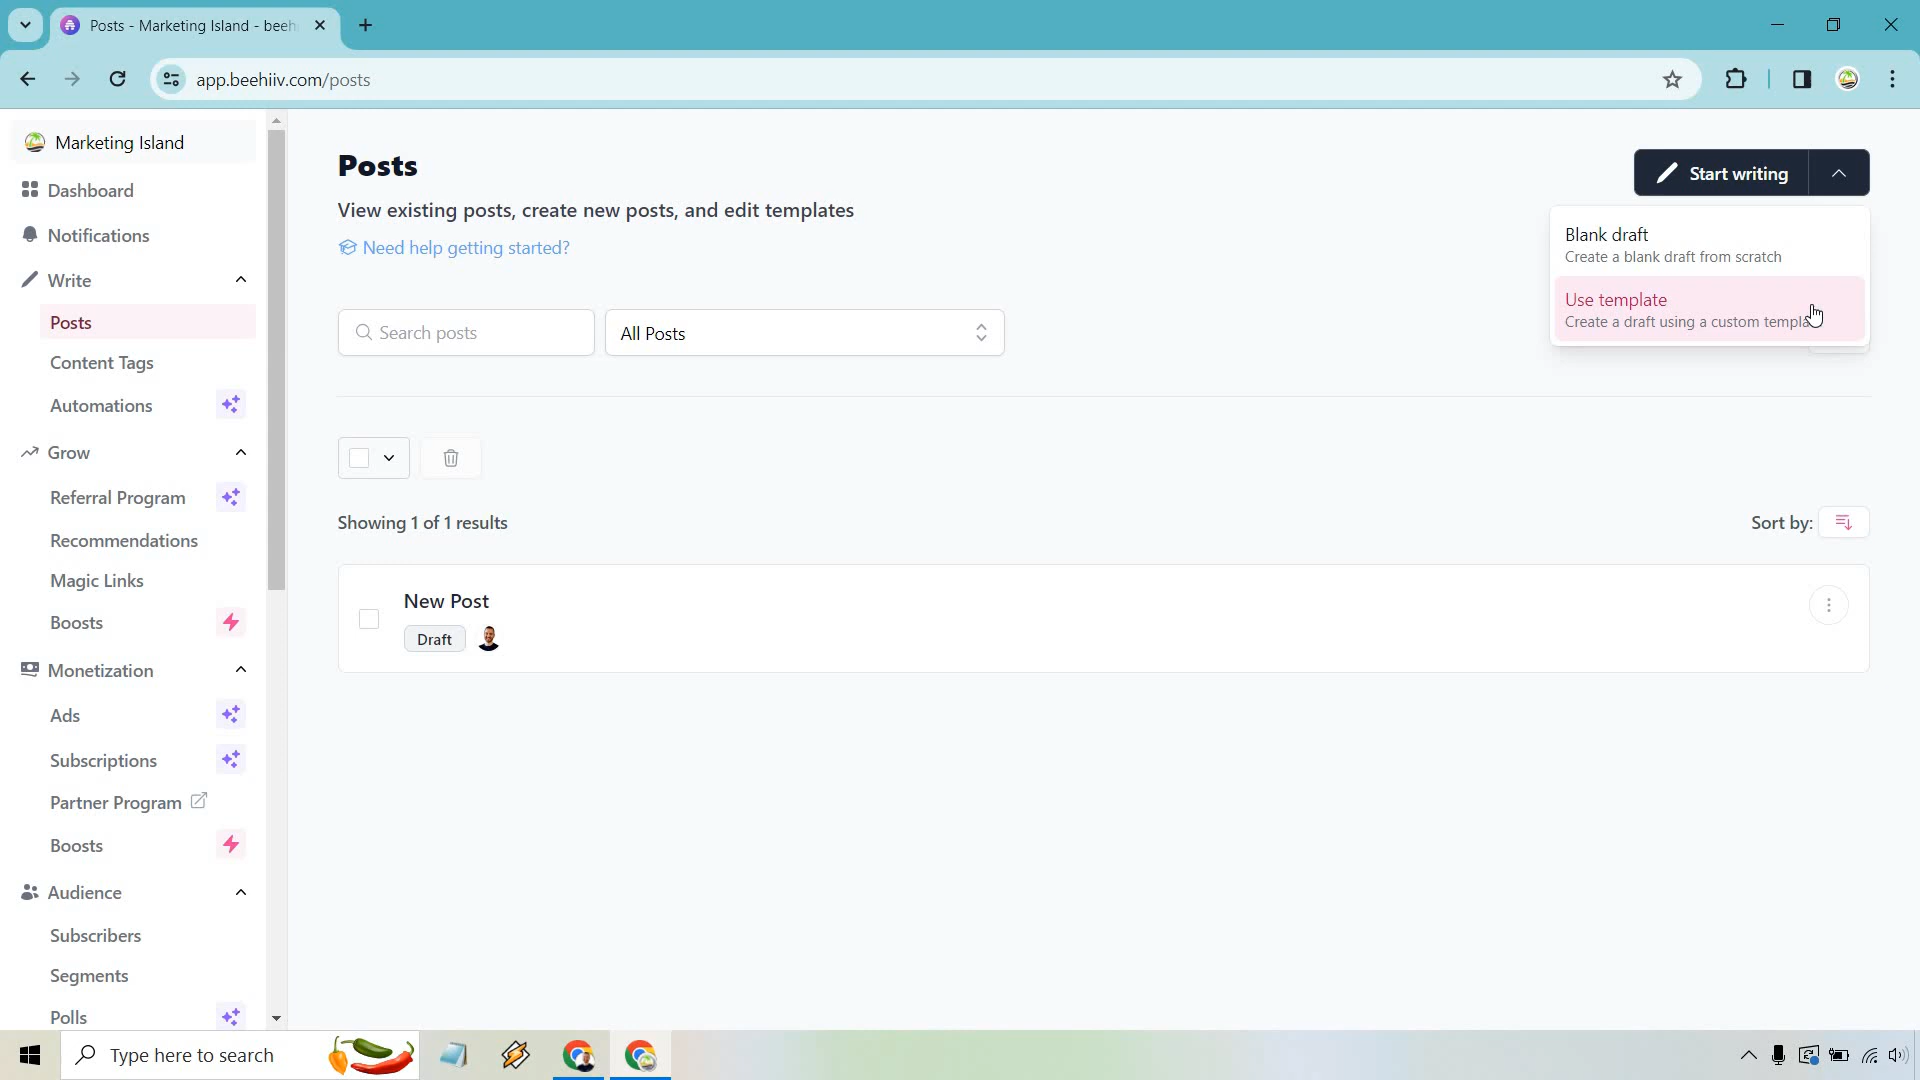 Posts - Marketing Island - beeh
app.beehiiv.com/posts
Marketing Island
Dashboard
Notifications
Write
Posts
Content Tags
Automations
Grow
Referral Program
Recommendations
Magic Links
Boosts
Monetization
Ads
Subscriptions
Partner Program
Boosts
Audience
Subscribers
Segments
Polls
Posts
View existing posts, create new posts, and edit templates
Need help getting started?
Start writing
Blank draft
Create a blank draft from scratch
Use template
Create a draft using a custom templa
Search posts
All Posts
Showing 1 of 1 results
Sort by:
New Post
Draft
Type here to search